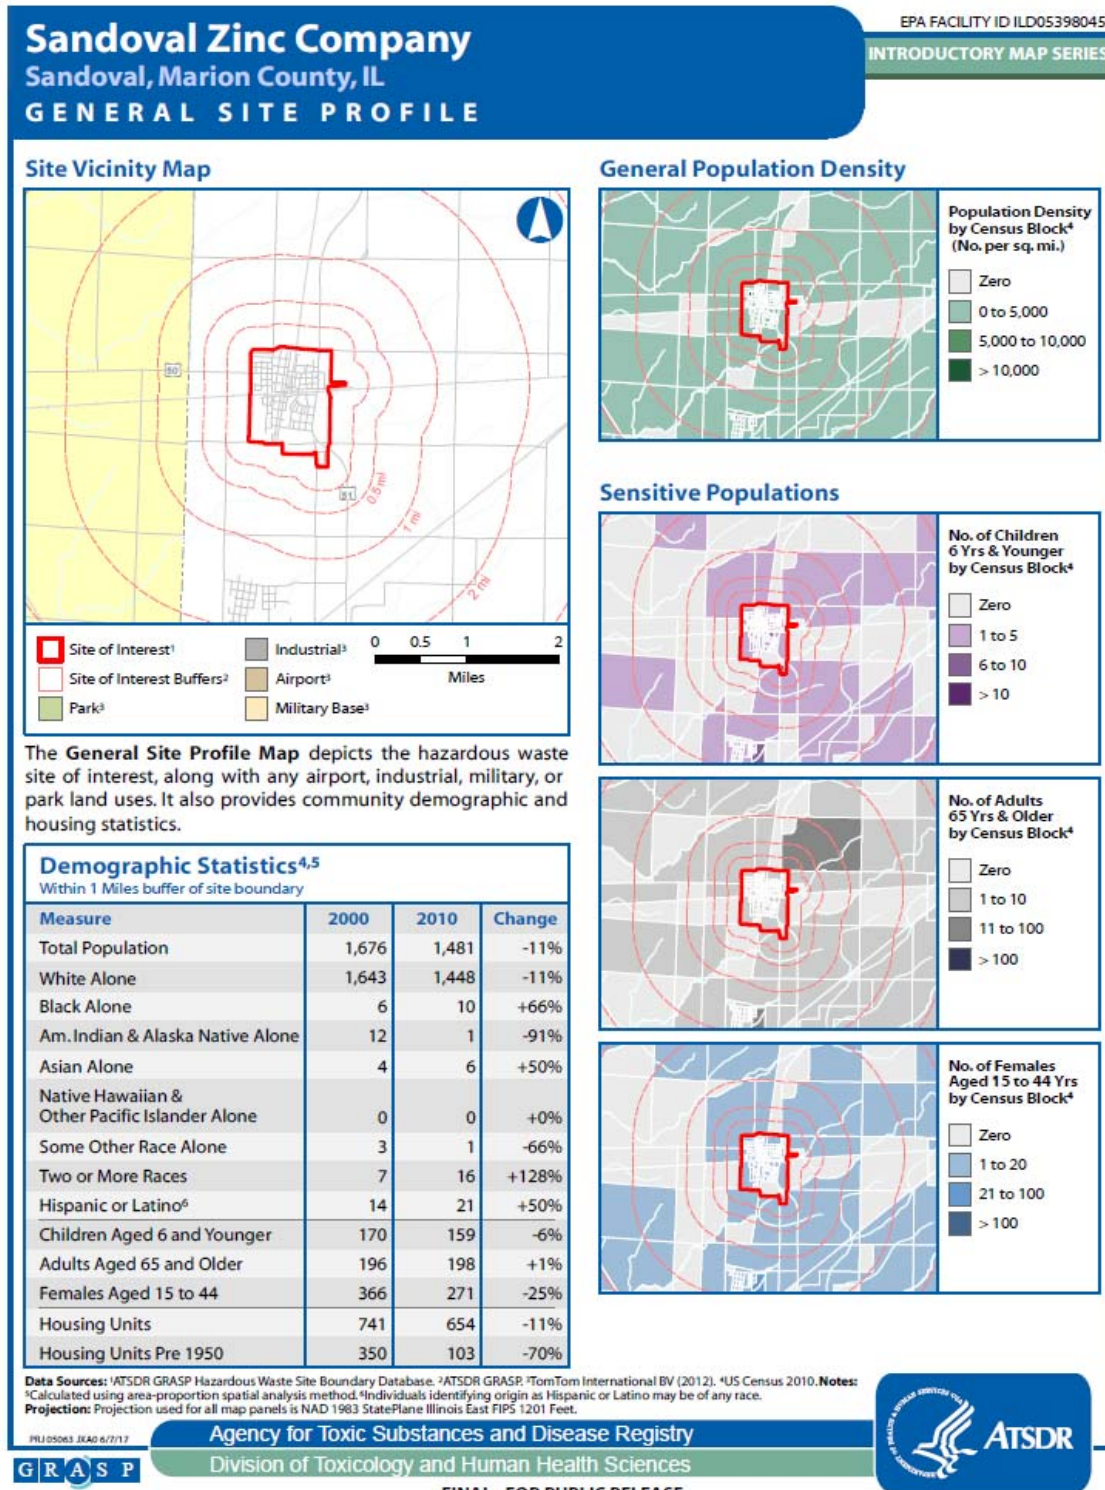 Sandoval Zinc Company
Sandoval, Marion County, IL
GENERAL SITE PROFILE
EPA FACILITY ID ILD05398045
INTRODUCTORY MAP SERIES
Site Vicinity Map
50
51
0.5 mi
1 mi
2 mi
Site of Interest¹
Site of Interest Buffers²
Park³
Industrial³
Airport³
Military Base³
0 0.5 1 2
Miles
The General Site Profile Map depicts the hazardous waste
site of interest, along with any airport, industrial, military, or
park land uses. It also provides community demographic and
housing statistics.
Demographic Statistics⁴,⁵
Within 1 Miles buffer of site boundary
Measure 2000 2010 Change
Total Population 1,676 1,481 -11%
White Alone 1,643 1,448 -11%
Black Alone 6 10 +66%
Am. Indian & Alaska Native Alone 12 1 -91%
Asian Alone 4 6 +50%
Native Hawaiian &
Other Pacific Islander Alone 0 0 +0%
Some Other Race Alone 3 1 -66%
Two or More Races 7 16 +128%
Hispanic or Latino⁶ 14 21 +50%
Children Aged 6 and Younger 170 159 -6%
Adults Aged 65 and Older 196 198 +1%
Females Aged 15 to 44 366 271 -25%
Housing Units 741 654 -11%
Housing Units Pre 1950 350 103 -70%
General Population Density
Population Density
by Census Block⁴
(No. per sq. mi.)
Zero
0 to 5,000
5,000 to 10,000
> 10,000
Sensitive Populations
No. of Children
6 Yrs & Younger
by Census Block⁴
Zero
1 to 5
6 to 10
> 10
No. of Adults
65 Yrs & Older
by Census Block⁴
Zero
1 to 10
11 to 100
> 100
No. of Females
Aged 15 to 44 Yrs
by Census Block⁴
Zero
1 to 20
21 to 100
> 100
Data Sources: ¹ATSDR GRASP Hazardous Waste Site Boundary Database. ²ATSDR GRASP. ³TomTom International BV (2012). ⁴US Census 2010. Notes:
⁵Calculated using area-proportion spatial analysis method. ⁶Individuals identifying origin as Hispanic or Latino may be of any race.
Projection: Projection used for all map panels is NAD 1983 StatePlane Illinois East FIPS 1201 Feet.
PRJ 05063 JXA0 6/7/17
Agency for Toxic Substances and Disease Registry
Division of Toxicology and Human Health Sciences
GRASP
ATSDR
FINAL - FOR PUBLIC RELEASE